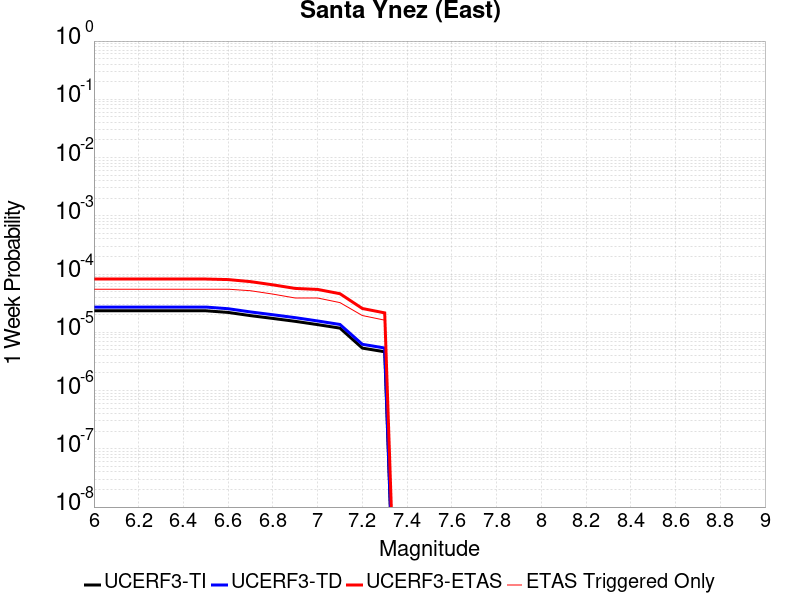 Santa Ynez (East)
10^0
10^-1
10^-2
10^-3
10^-4
10^-5
10^-6
10^-7
10^-8
1 Week Probability
6 6.2 6.4 6.6 6.8 7 7.2 7.4 7.6 7.8 8 8.2 8.4 8.6 8.8 9
Magnitude
UCERF3-TI UCERF3-TD UCERF3-ETAS ETAS Triggered Only